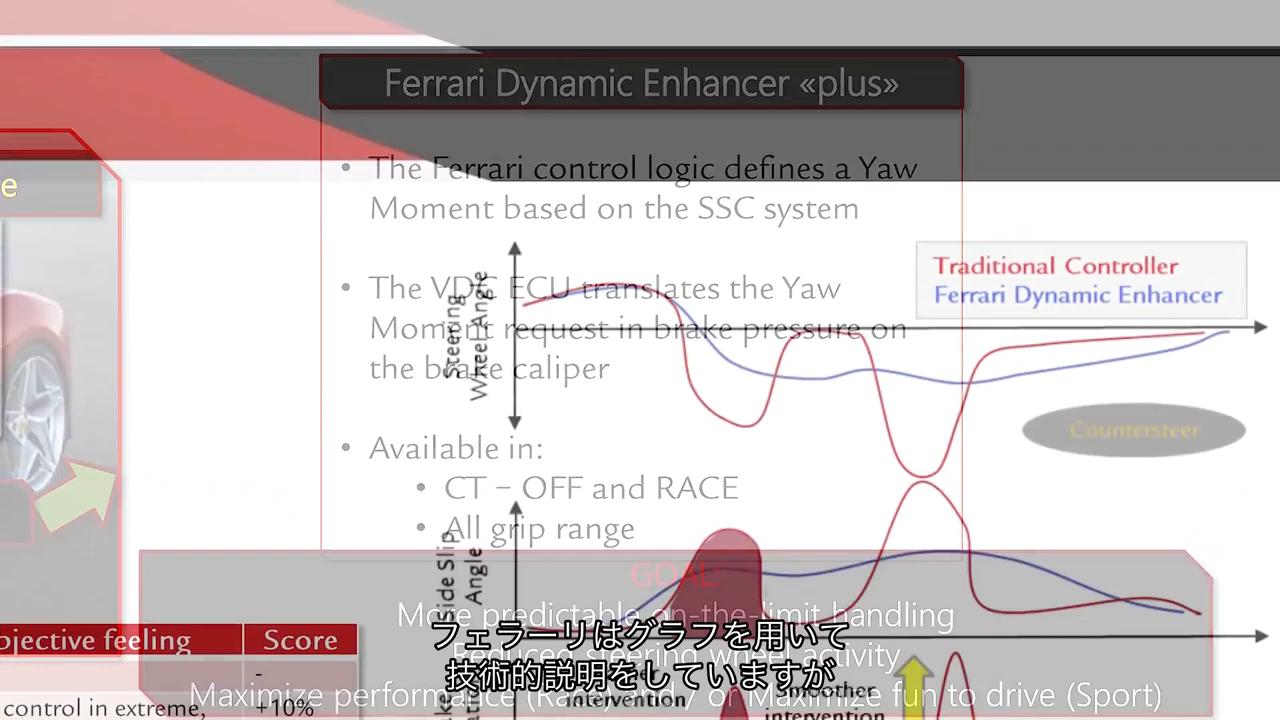 Ferrari Dynamic Enhancer «plus»
• The Ferrari control logic defines a Yaw
Moment based on the SSC system
• The VDC ECU translates the Yaw
Moment request in brake pressure on
the brake caliper
• Available in:
• CT – OFF and RACE
• All grip range
e
Steering
Wheel Angle
Traditional Controller
Ferrari Dynamic Enhancer
Countersteer
Side Slip
Angle
GOAL:
More predictable on-the-limit handling
Reduced steering wheel activity
Maximize performance (Race) and / or Maximize fun to drive (Sport)
bjective feeling
Score
-
control in extreme,
+10%
intervention
Smoother
intervention
フェラーリはグラフを用いて
技術的説明をしていますが